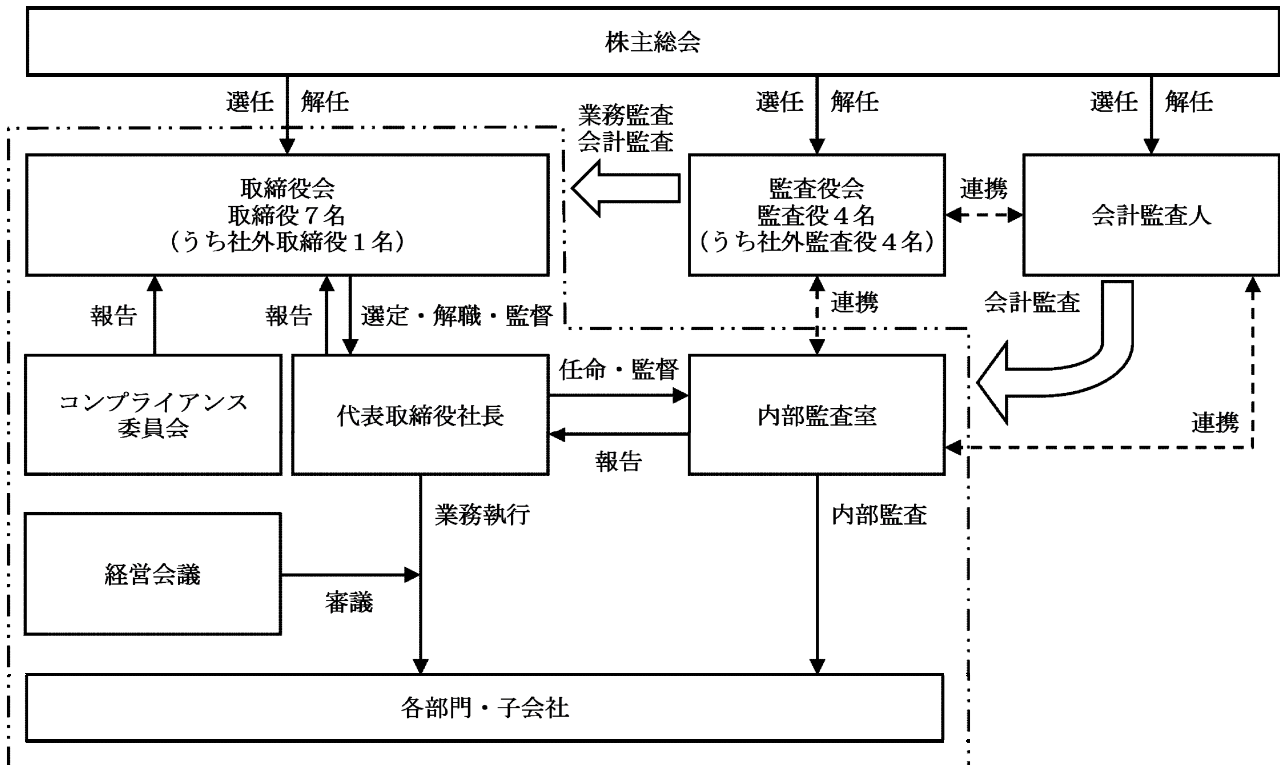 株主総会
選任 解任
選任 解任
選任 解任
業務監査
会計監査
取締役会
取締役７名
（うち社外取締役１名）
監査役会
監査役４名
（うち社外監査役４名）
連携
会計監査人
報告
報告
選定・解職・監督
連携
会計監査
コンプライアンス
委員会
代表取締役社長
任命・監督
報告
内部監査室
連携
業務執行
内部監査
経営会議
審議
各部門・子会社